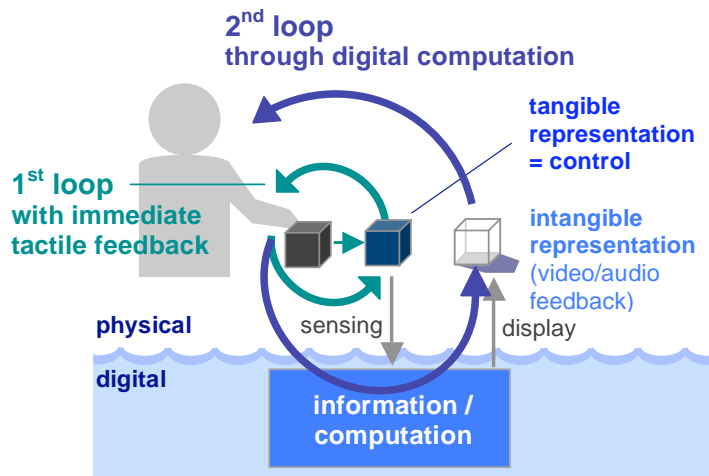 2nd loop
through digital computation
tangible
representation
= control
1st loop
with immediate
tactile feedback
intangible
representation
(video/audio
feedback)
physical
sensing
display
digital
information /
computation